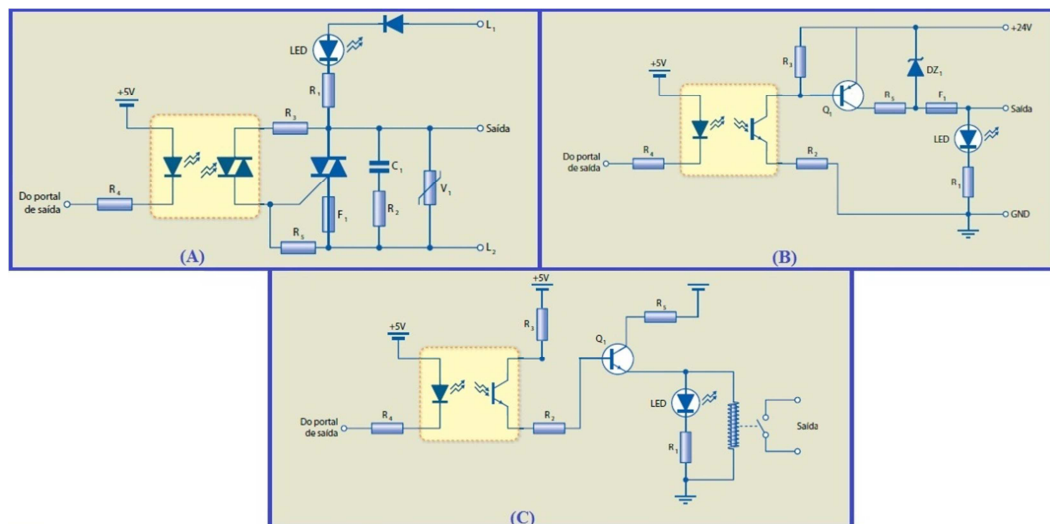 L1
LED
R1
+5V
R3
Saída
C1
V1
R4
Do portal
de saída
F1
R2
R5
L2
(A)
+24V
R3
+5V
DZ1
Q1
R5
F1
Saída
LED
R4
R2
Do portal
de saída
R1
GND
(B)
+5V
R5
R3
+5V
Q1
LED
R4
R2
Do portal
de saída
Saída
R1
(C)